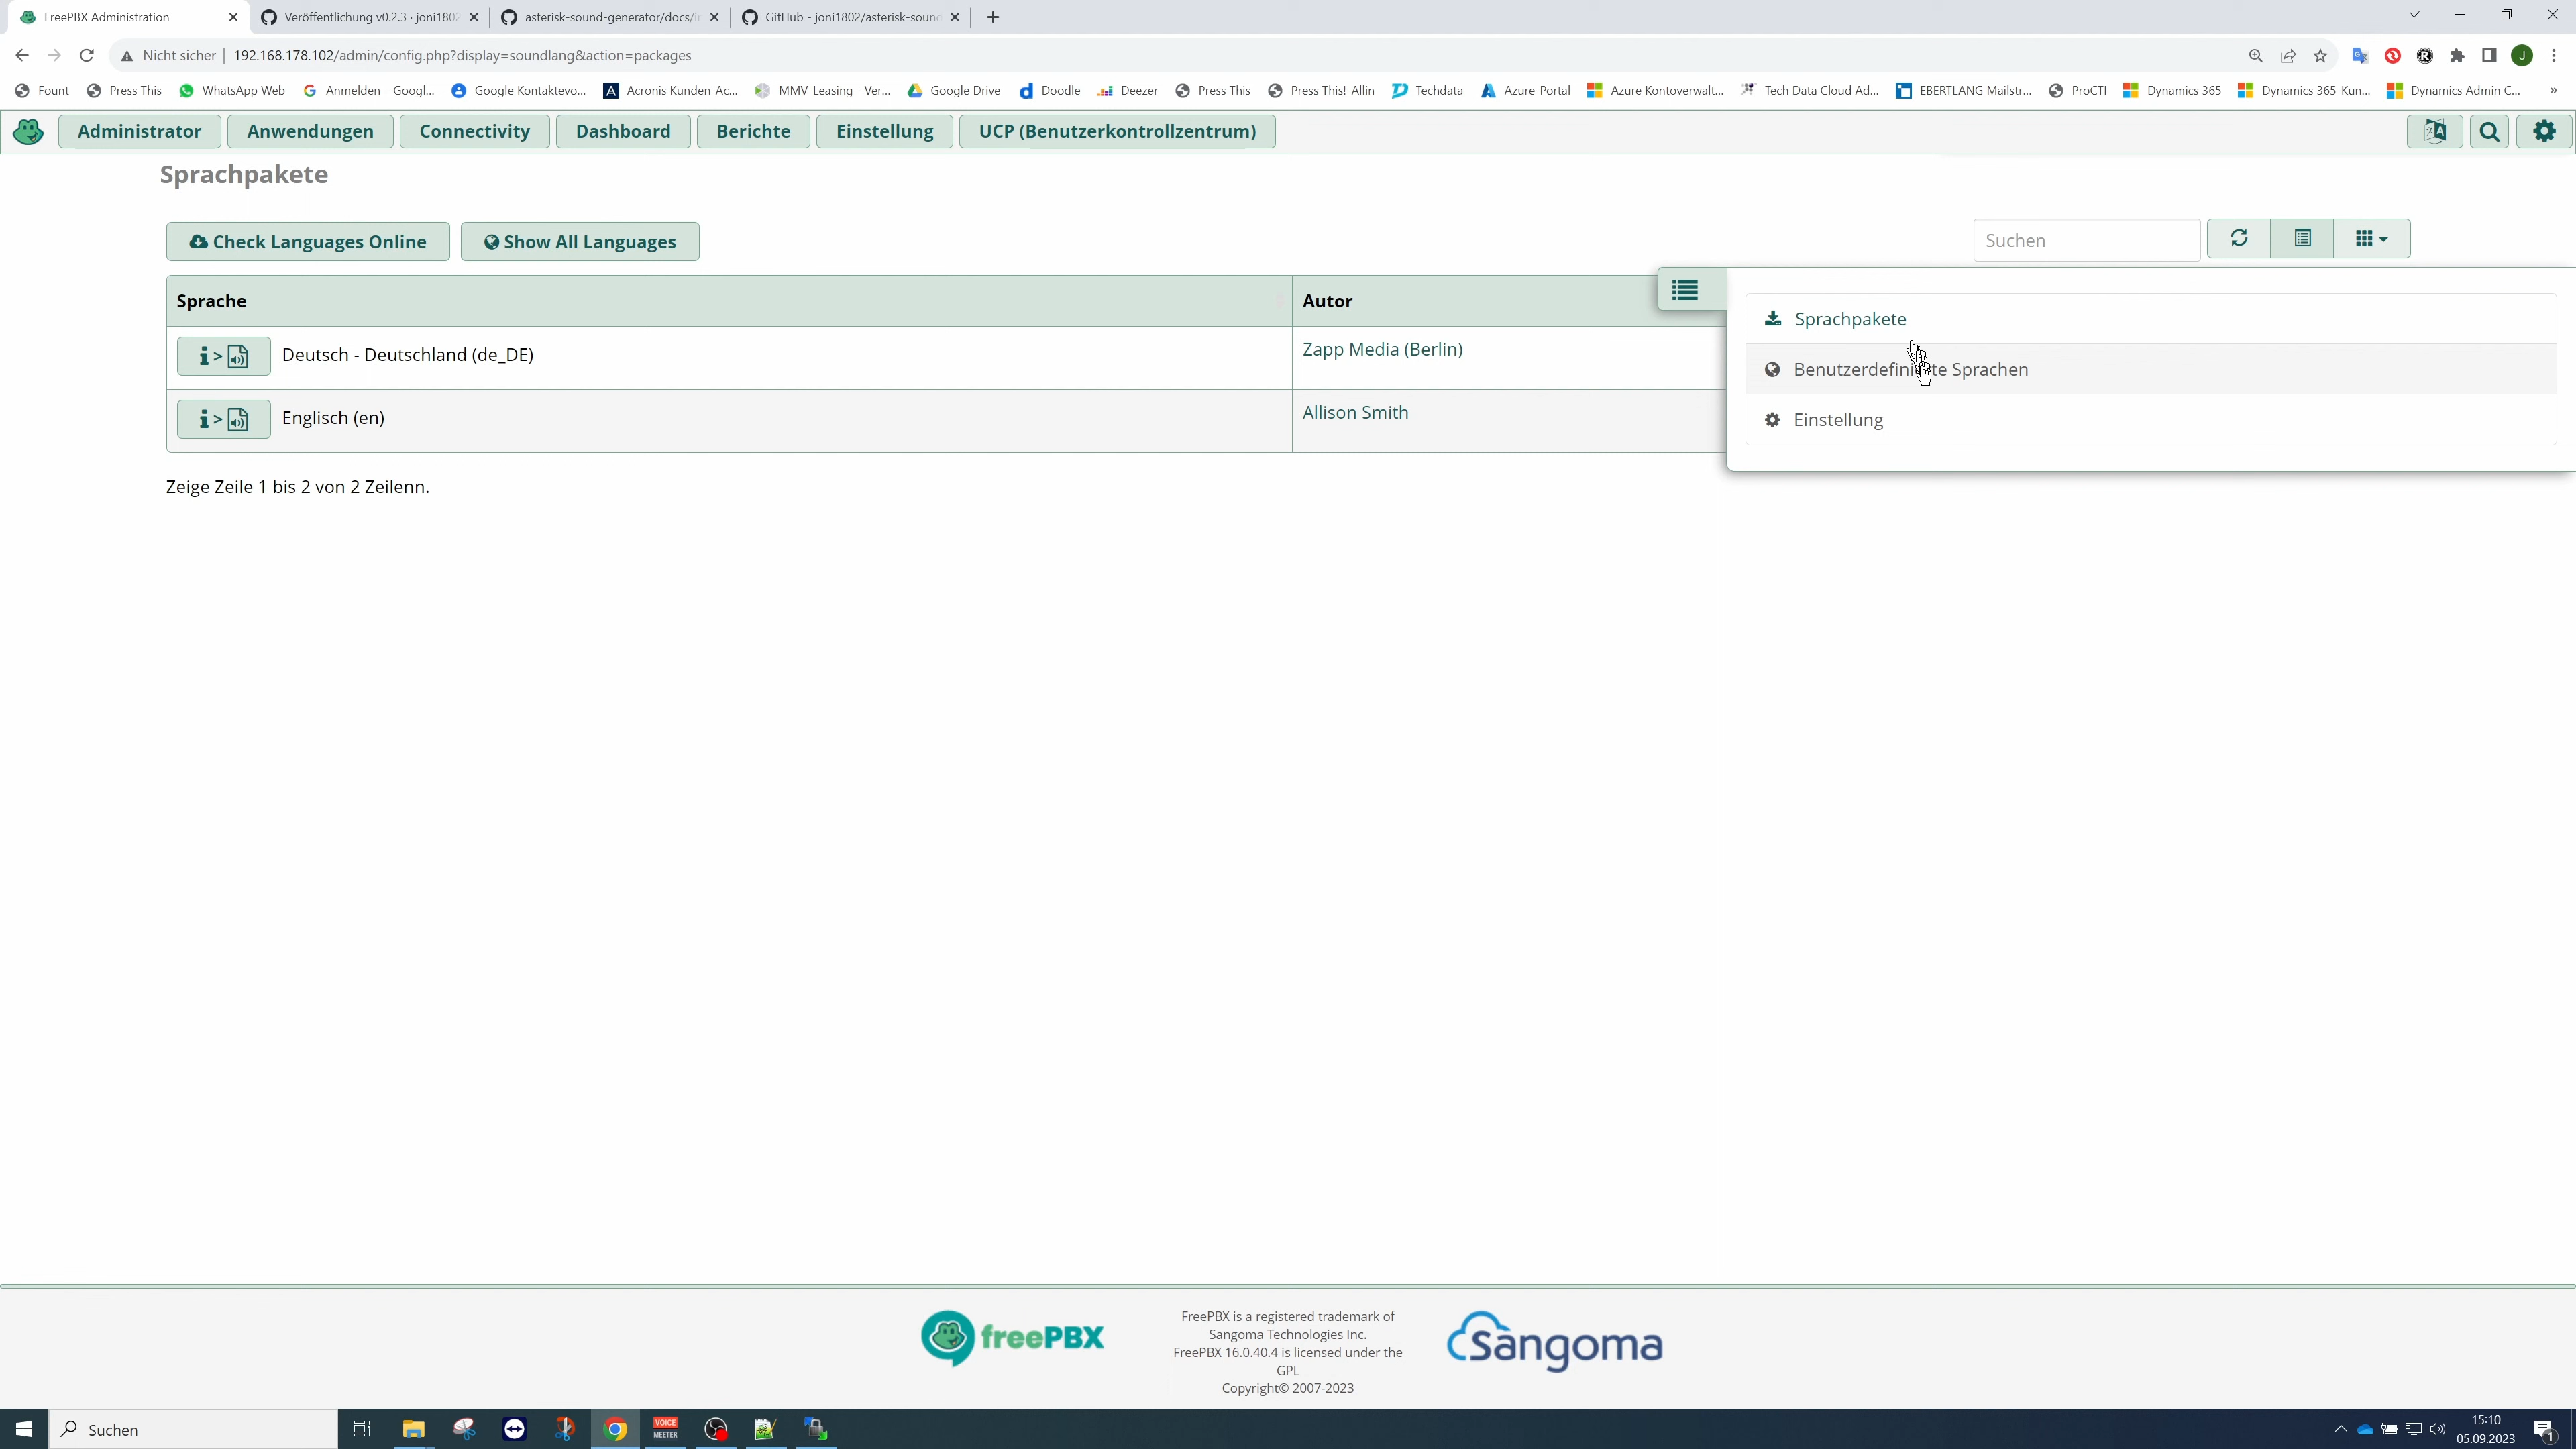 FreePBX Administration
Veröffentlichung v0.2.3 · joni1802
asterisk-sound-generator/docs/i
GitHub - joni1802/asterisk-soun
Nicht sicher
192.168.178.102/admin/config.php?display=soundlang&action=packages
J
Fount
Press This
WhatsApp Web
Anmelden – Googl...
Google Kontaktevo...
Acronis Kunden-Ac...
MMV-Leasing - Ver...
Google Drive
Doodle
Deezer
Press This
Press This!-Allin
Techdata
Azure-Portal
Azure Kontoverwalt...
Tech Data Cloud Ad...
EBERTLANG Mailstr...
ProCTI
Dynamics 365
Dynamics 365-Kun...
Dynamics Admin C...
»
Administrator
Anwendungen
Connectivity
Dashboard
Berichte
Einstellung
UCP (Benutzerkontrollzentrum)
Sprachpakete
Check Languages Online
Show All Languages
Suchen
Sprache
Autor
Deutsch - Deutschland (de_DE)
Zapp Media (Berlin)
Englisch (en)
Allison Smith
Sprachpakete
Benutzerdefinierte Sprachen
Einstellung
Zeige Zeile 1 bis 2 von 2 Zeilenn.
freePBX
FreePBX is a registered trademark of
Sangoma Technologies Inc.
FreePBX 16.0.40.4 is licensed under the
GPL
Copyright© 2007-2023
Sangoma
Suchen
VOICE
MEETER
15:10
05.09.2023
1